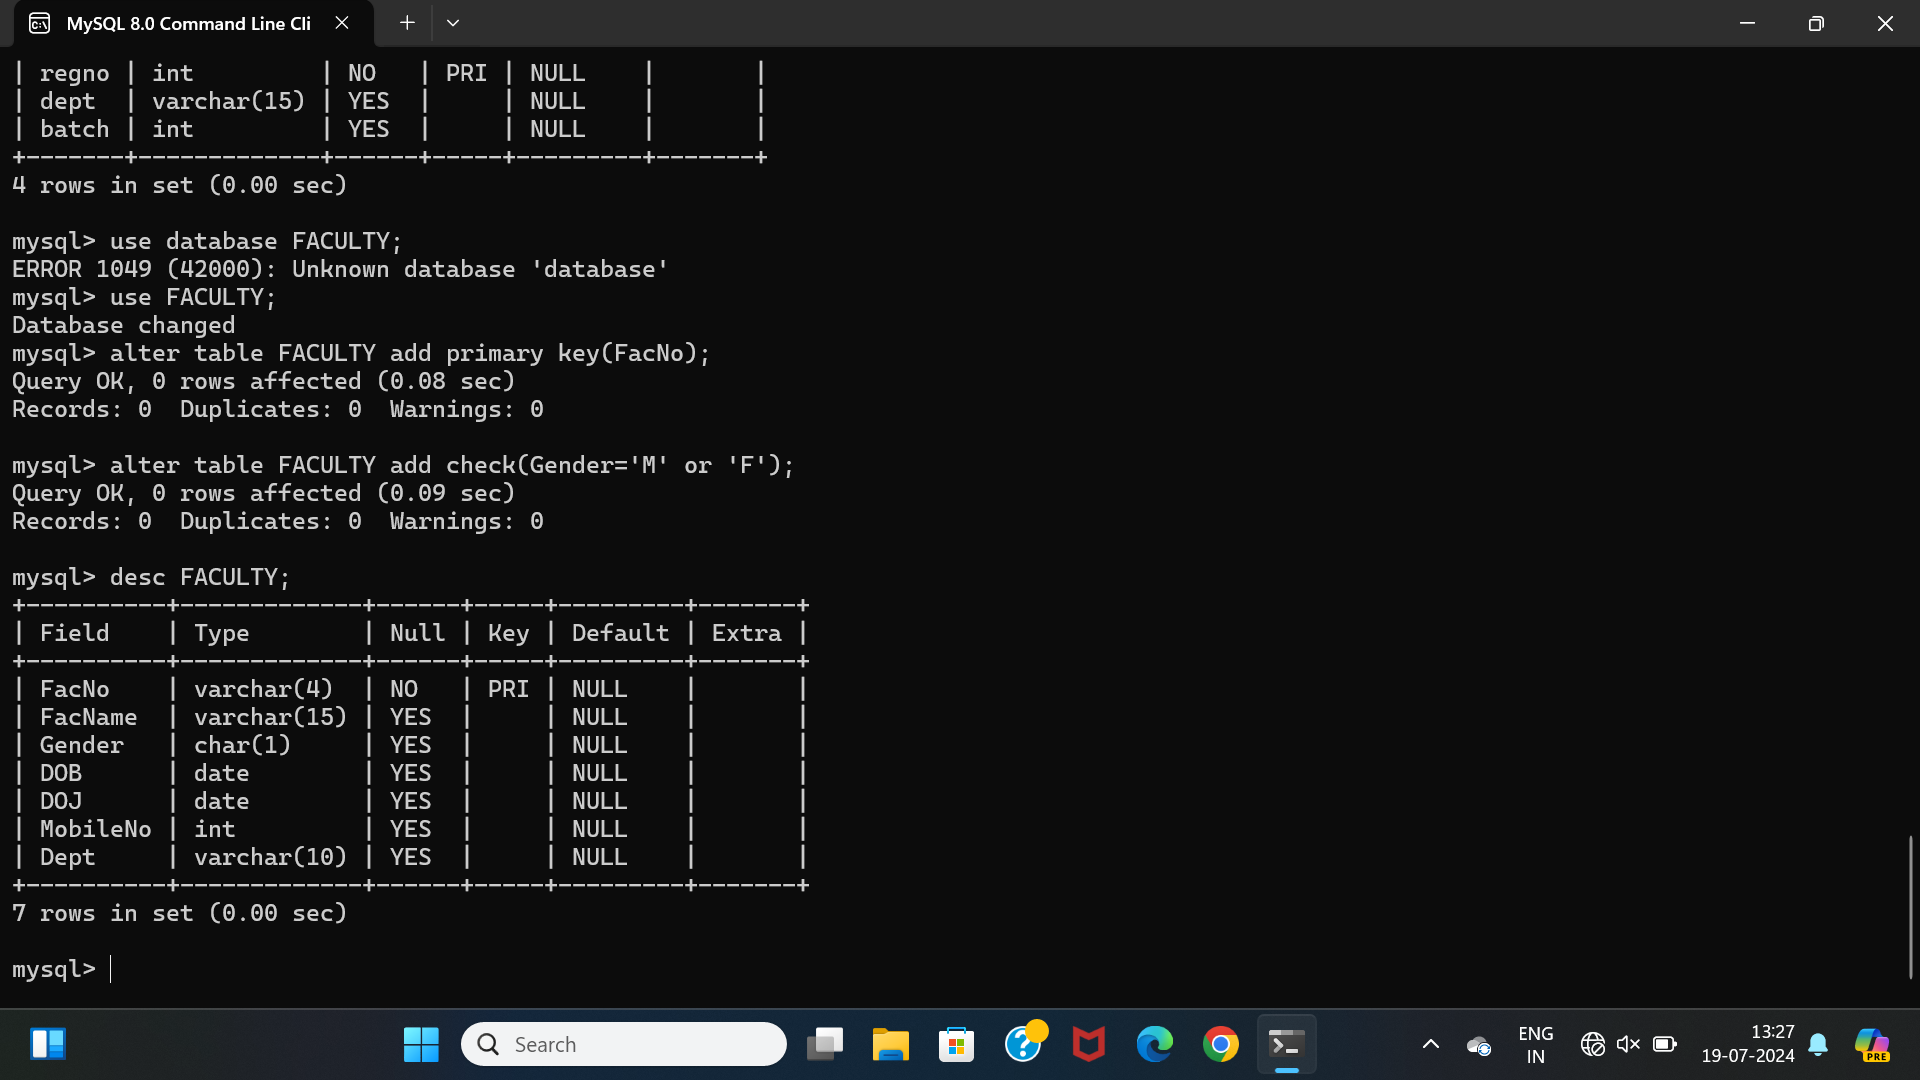 MySQL 8.0 Command Line Cli
| regno | int         | NO   | PRI | NULL    |       |
| dept  | varchar(15) | YES  |     | NULL    |       |
| batch | int         | YES  |     | NULL    |       |
+-------+-------------+------+-----+---------+-------+
4 rows in set (0.00 sec)
mysql> use database FACULTY;
ERROR 1049 (42000): Unknown database 'database'
mysql> use FACULTY;
Database changed
mysql> alter table FACULTY add primary key(FacNo);
Query OK, 0 rows affected (0.08 sec)
Records: 0  Duplicates: 0  Warnings: 0
mysql> alter table FACULTY add check(Gender='M' or 'F');
Query OK, 0 rows affected (0.09 sec)
Records: 0  Duplicates: 0  Warnings: 0
mysql> desc FACULTY;
+----------+-------------+------+-----+---------+-------+
| Field    | Type        | Null | Key | Default | Extra |
+----------+-------------+------+-----+---------+-------+
| FacNo    | varchar(4)  | NO   | PRI | NULL    |       |
| FacName  | varchar(15) | YES  |     | NULL    |       |
| Gender   | char(1)     | YES  |     | NULL    |       |
| DOB      | date        | YES  |     | NULL    |       |
| DOJ      | date        | YES  |     | NULL    |       |
| MobileNo | int         | YES  |     | NULL    |       |
| Dept     | varchar(10) | YES  |     | NULL    |       |
+----------+-------------+------+-----+---------+-------+
7 rows in set (0.00 sec)
mysql>
Search
ENG
IN
13:27
19-07-2024
PRE